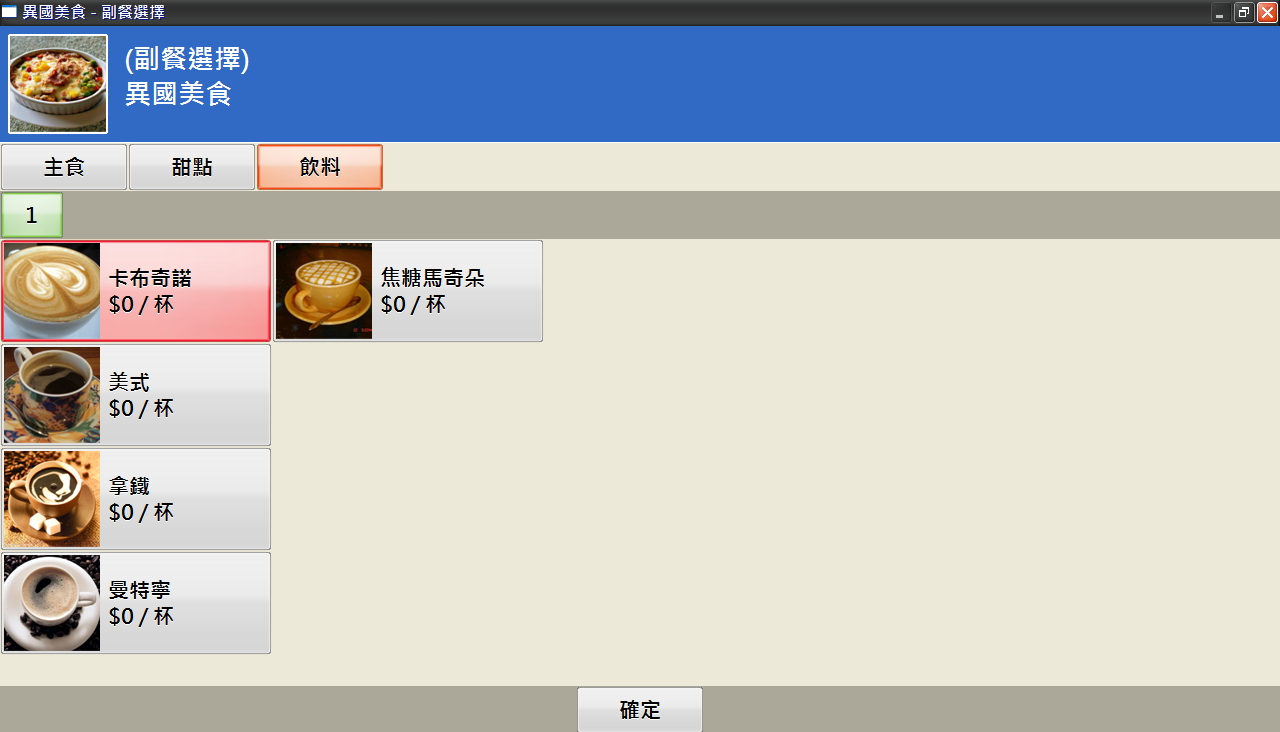 異國美食 - 副餐選擇
(副餐選擇)
異國美食
主食
甜點
飲料
1
卡布奇諾
$0 / 杯
焦糖馬奇朵
$0 / 杯
美式
$0 / 杯
拿鐵
$0 / 杯
曼特寧
$0 / 杯
確定